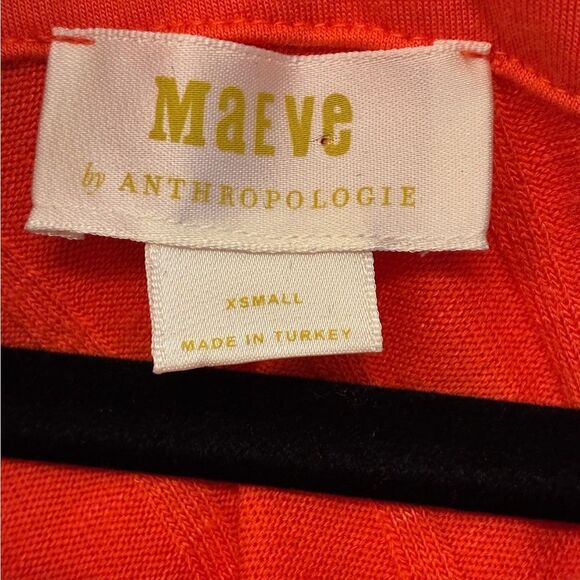 MaEVe
by ANTHROPOLOGIE
XSMALL
MADE IN TURKEY